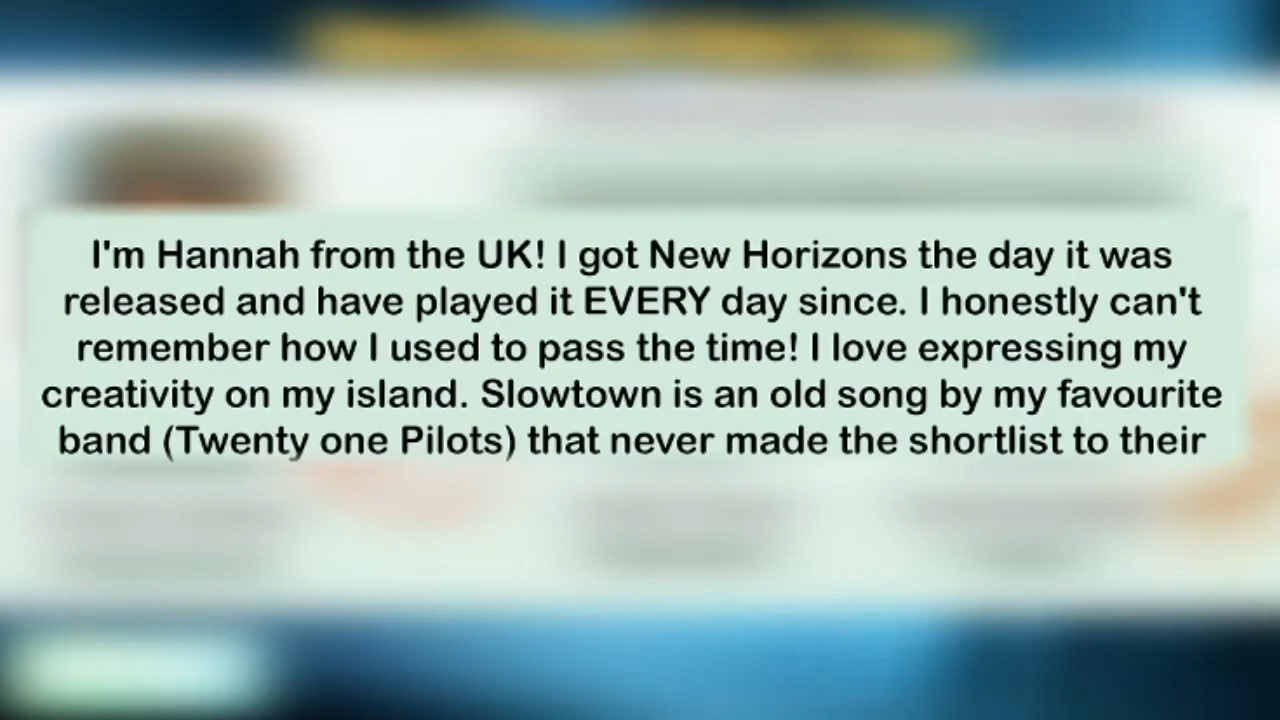 I'm Hannah from the UK! I got New Horizons the day it was
released and have played it EVERY day since. I honestly can't
remember how I used to pass the time! I love expressing my
creativity on my island. Slowtown is an old song by my favourite
band (Twenty one Pilots) that never made the shortlist to their